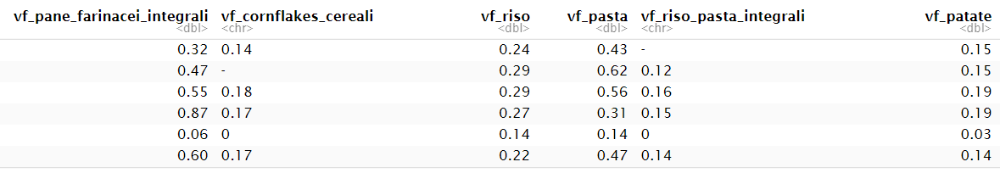 vf_pane_farinacei_integrali vf_cornflakes_cereali vf_riso vf_pasta vf_riso_pasta_integrali vf_patate
<dbl> <chr> <dbl> <dbl> <chr> <dbl>
0.32 0.14 0.24 0.43 - 0.15
0.47 - 0.29 0.62 0.12 0.15
0.55 0.18 0.29 0.56 0.16 0.19
0.87 0.17 0.27 0.31 0.15 0.19
0.06 0 0.14 0.14 0 0.03
0.60 0.17 0.22 0.47 0.14 0.14